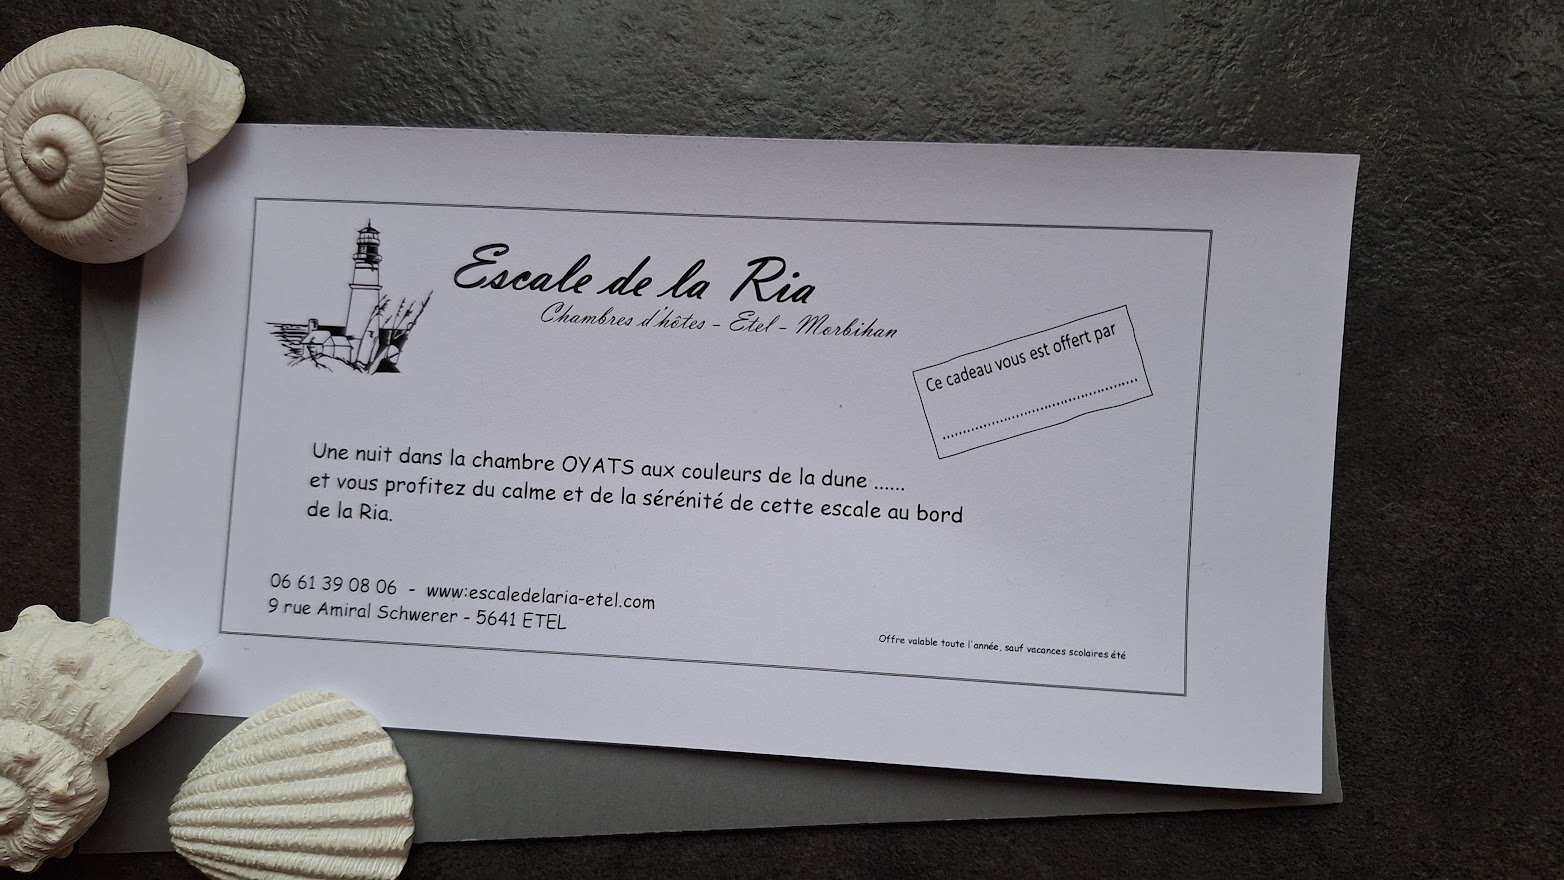 Escale de la Ria
Chambres d'hôtes - Etel - Morbihan
Ce cadeau vous est offert par
................................................
Une nuit dans la chambre OYATS aux couleurs de la dune ......
et vous profitez du calme et de la sérénité de cette escale au bord
de la Ria.
06 61 39 08 06 - www:escaledelaria-etel.com
9 rue Amiral Schwerer - 5641 ETEL
Offre valable toute l'année, sauf vacances scolaires été